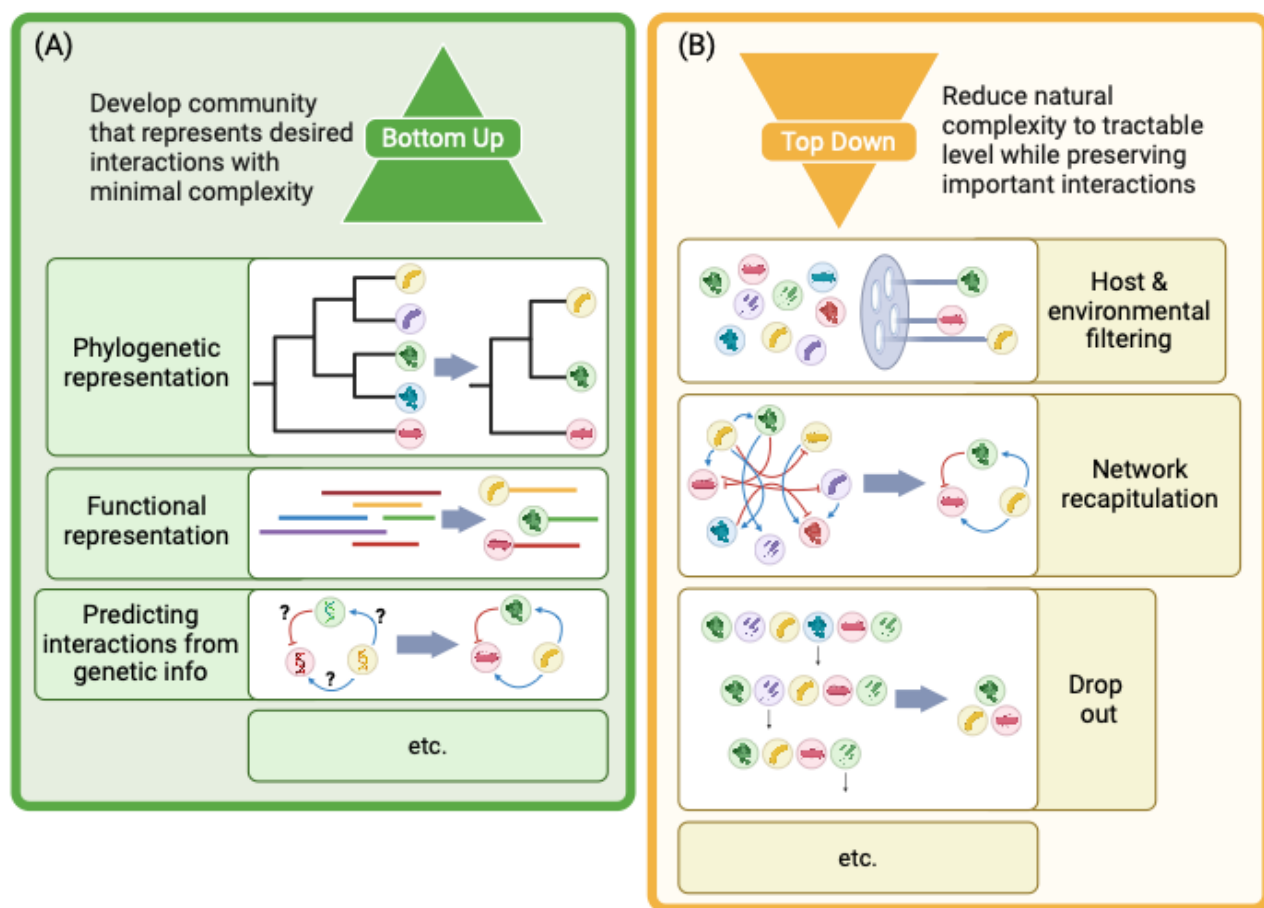 (A)
Develop community
that represents desired
interactions with
minimal complexity
Bottom Up
Phylogenetic
representation
Functional
representation
Predicting
interactions from
genetic info
?
?
?
etc.
(B)
Top Down
Reduce natural
complexity to tractable
level while preserving
important interactions
Host &
environmental
filtering
Network
recapitulation
Drop
out
etc.